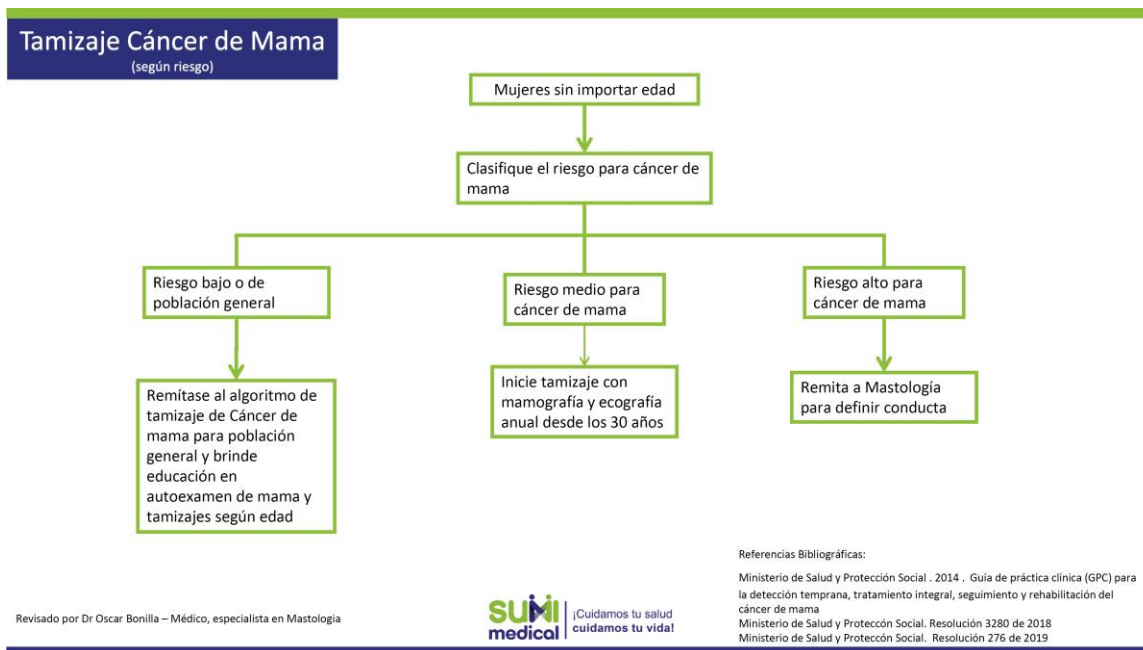 Tamizaje Cáncer de Mama
(según riesgo)
Mujeres sin importar edad
Clasifique el riesgo para cáncer de
mama
Riesgo bajo o de
población general
Riesgo medio para
cáncer de mama
Riesgo alto para
cáncer de mama
Remítase al algoritmo de
tamizaje de Cáncer de
mama para población
general y brinde
educación en
autoexamen de mama y
tamizajes según edad
Inicie tamizaje con
mamografía y ecografía
anual desde los 30 años
Remita a Mastología
para definir conducta
Referencias Bibliográficas:
Ministerio de Salud y Protección Social . 2014 . Guía de práctica clínica (GPC) para
la detección temprana, tratamiento integral, seguimiento y rehabilitación del
cáncer de mama
Ministerio de Salud y Proteccón Social. Resolución 3280 de 2018
Ministerio de Salud y Proteccón Social. Resolución 276 de 2019
Revisado por Dr Oscar Bonilla – Médico, especialista en Mastologia
SUMI
medical
¡Cuidamos tu salud
cuidamos tu vida!